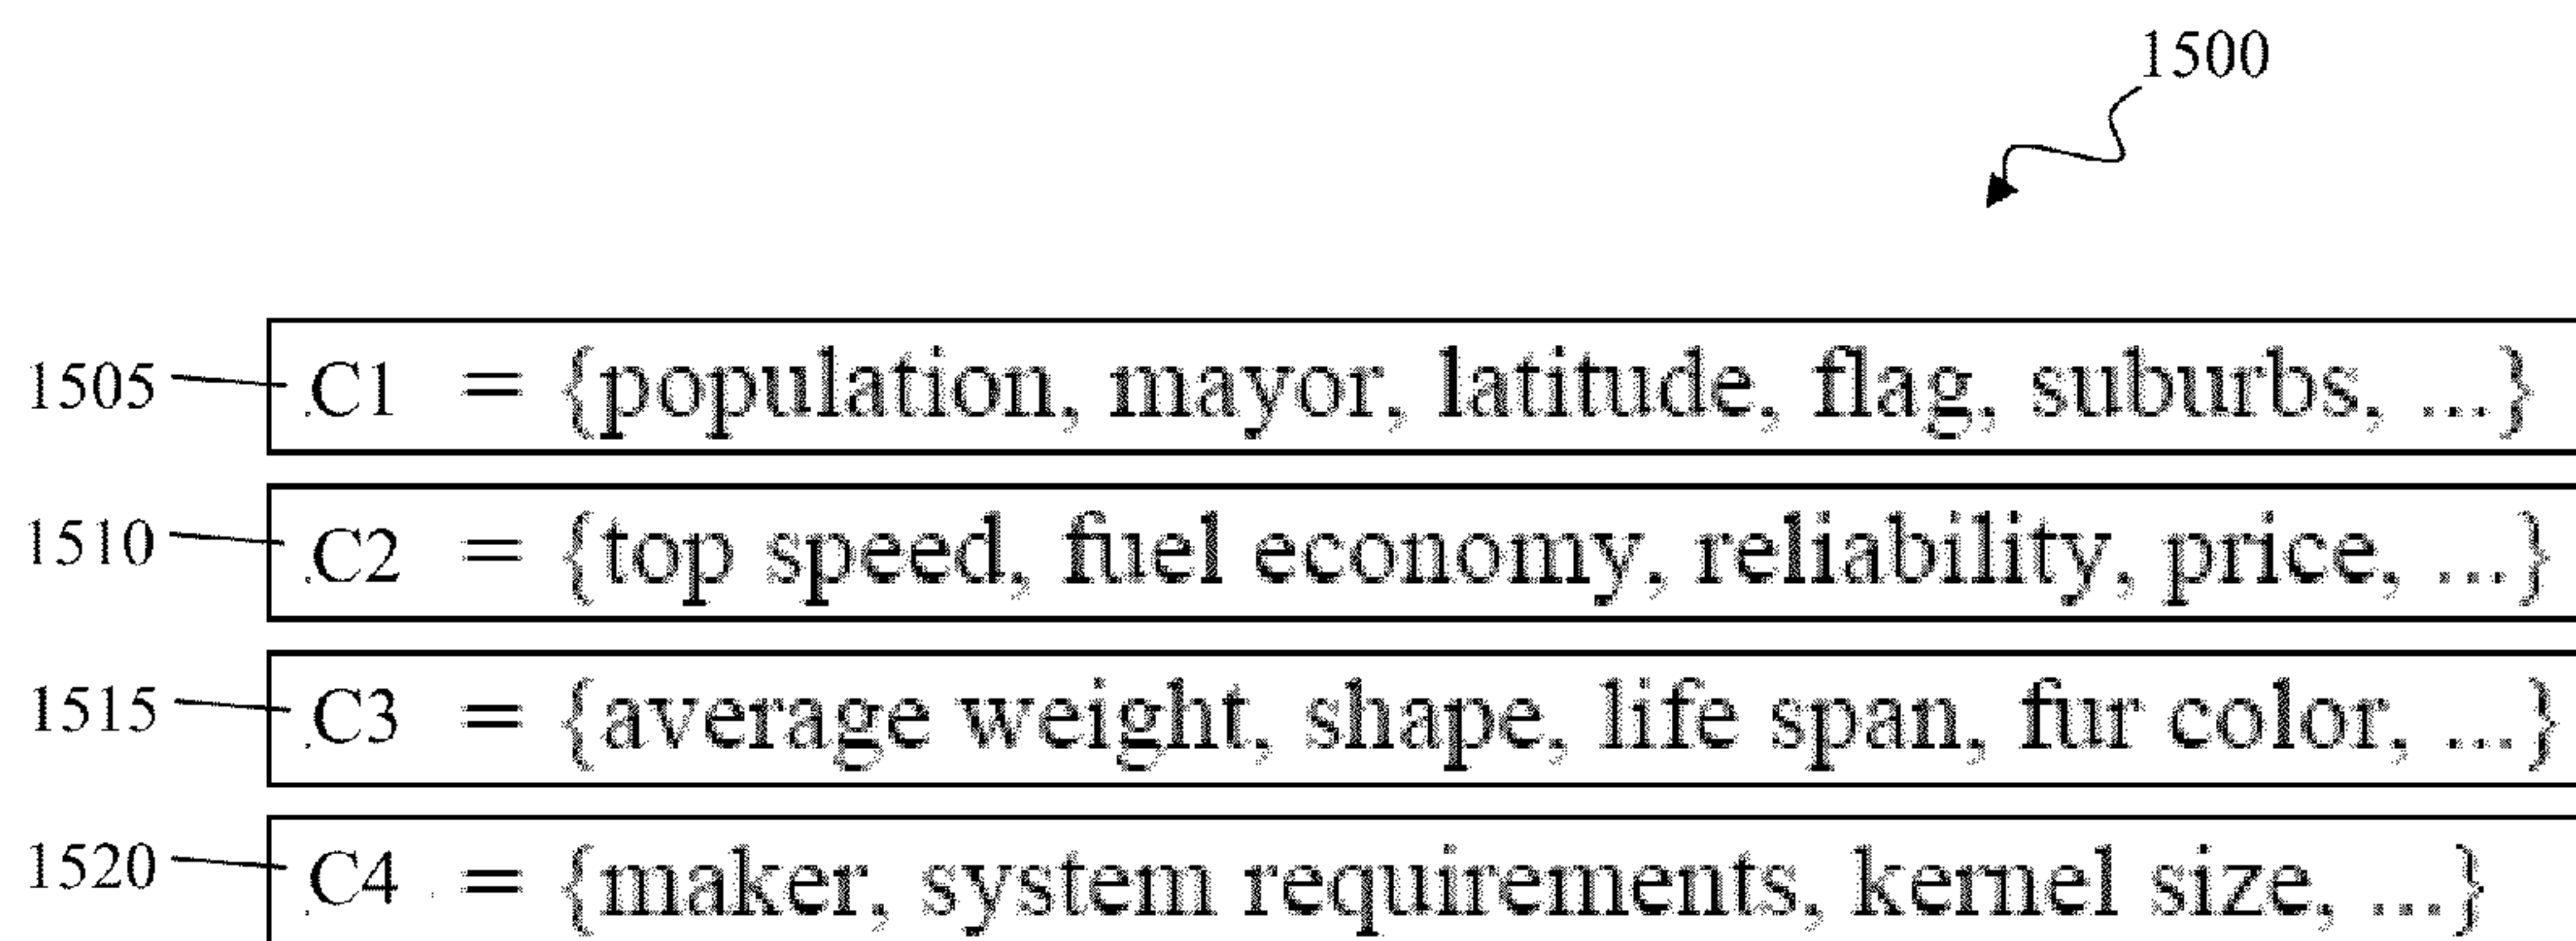 1500
1505 C1 = {population, mayor, latitude, flag, suburbs, ...}
1510 C2 = {top speed, fuel economy, reliability, price, ...}
1515 C3 = {average weight, shape, life span, fur color, ...}
1520 C4 = {maker, system requirements, kernel size, ...}